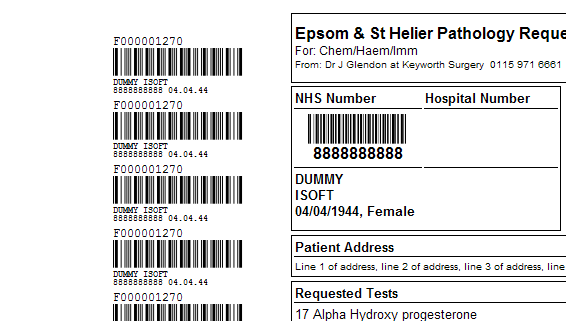 F000001270
DUMMY ISOFT
8888888888 04.04.44
F000001270
DUMMY ISOFT
8888888888 04.04.44
F000001270
DUMMY ISOFT
8888888888 04.04.44
F000001270
DUMMY ISOFT
8888888888 04.04.44
F000001270
Epsom & St Helier Pathology Reque
For: Chem/Haem/Imm
From: Dr J Glendon at Keyworth Surgery 0115 971 6661
NHS Number Hospital Number
8888888888
DUMMY
ISOFT
04/04/1944, Female
Patient Address
Line 1 of address, line 2 of address, line 3 of address, line
Requested Tests
17 Alpha Hydroxy progesterone